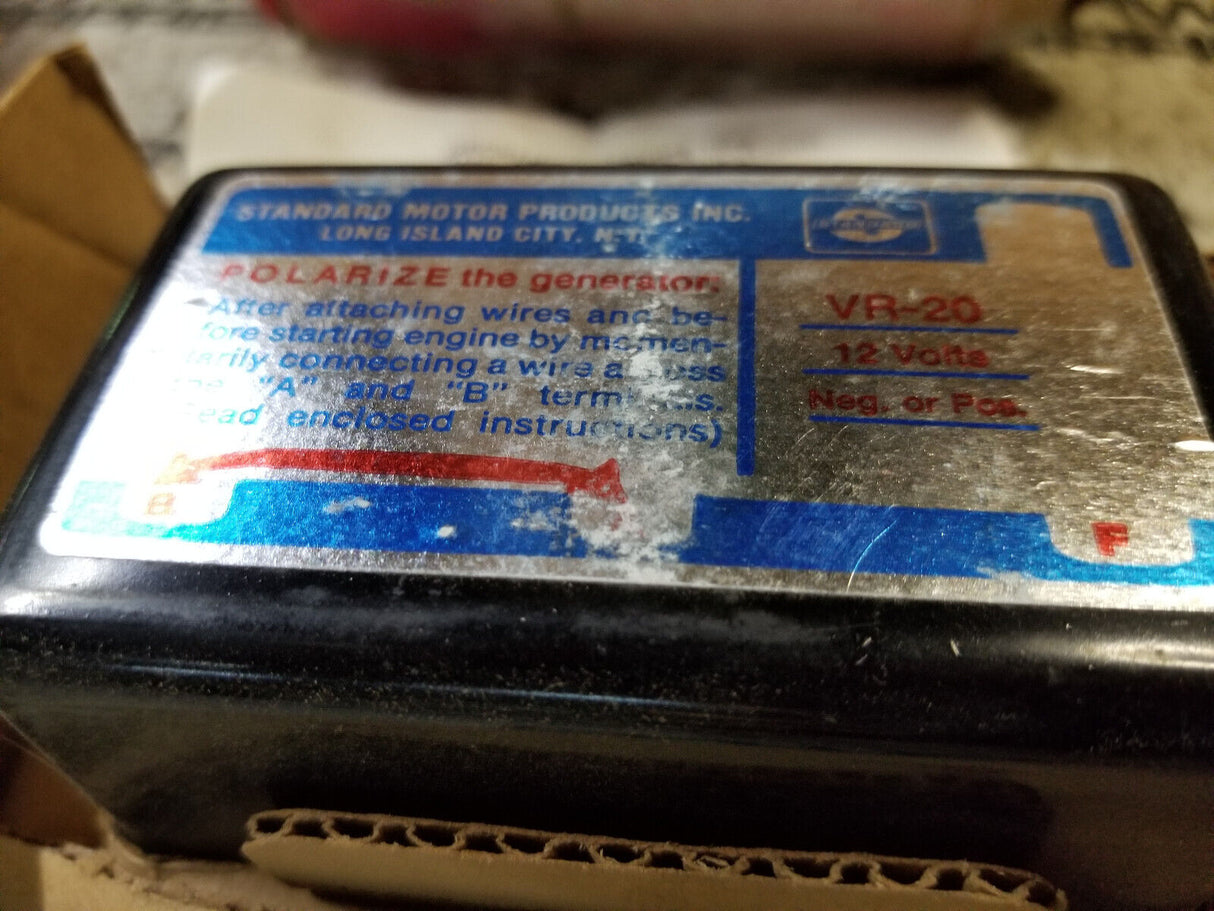 STANDARD MOTOR PRODUCTS INC.
LONG ISLAND CITY, N.Y.
STANDARD
POLARIZE the generator.
After attaching wires and be-
fore starting engine by momen-
tarily connecting a wire across
the "A" and "B" terminals.
(Read enclosed instructions)
VR-20
12 Volts
Neg. or Pos.
B
F